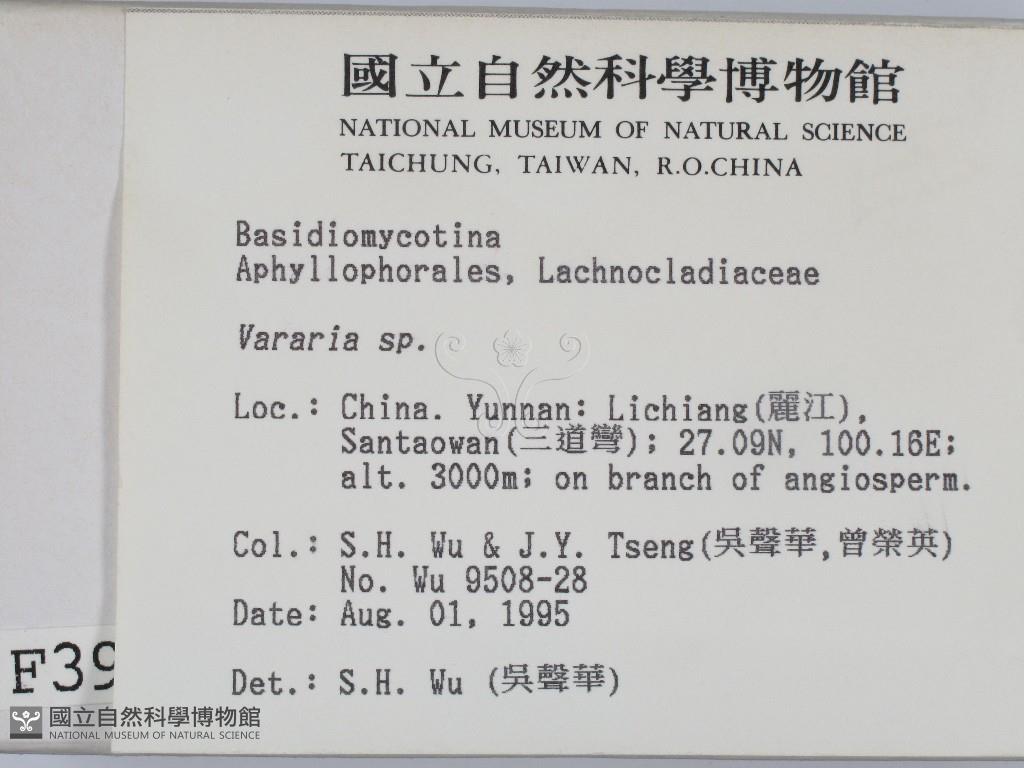 國立自然科學博物館
NATIONAL MUSEUM OF NATURAL SCIENCE
TAICHUNG, TAIWAN, R.O.CHINA
Basidiomycotina
Aphyllophorales, Lachnocladiaceae
Vararia sp.
Loc.: China. Yunnan: Lichiang(麗江),
Santaowan(三道彎); 27.09N, 100.16E;
alt. 3000m; on branch of angiosperm.
Col.: S.H. Wu & J.Y. Tseng(吳聲華,曾榮英)
No. Wu 9508-28
Date: Aug. 01, 1995
Det.: S.H. Wu (吳聲華)
F39
國立自然科學博物館
NATIONAL MUSEUM OF NATURAL SCIENCE